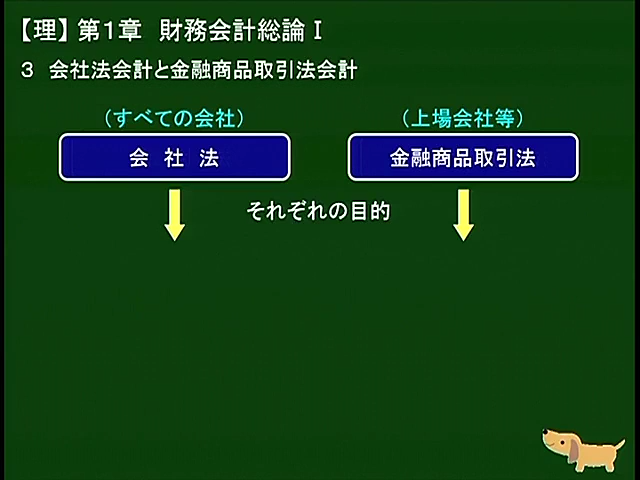 【理】第1章 財務会計総論Ⅰ
３ 会社法会計と金融商品取引法会計
（すべての会社） （上場会社等）
会 社 法 金融商品取引法
それぞれの目的